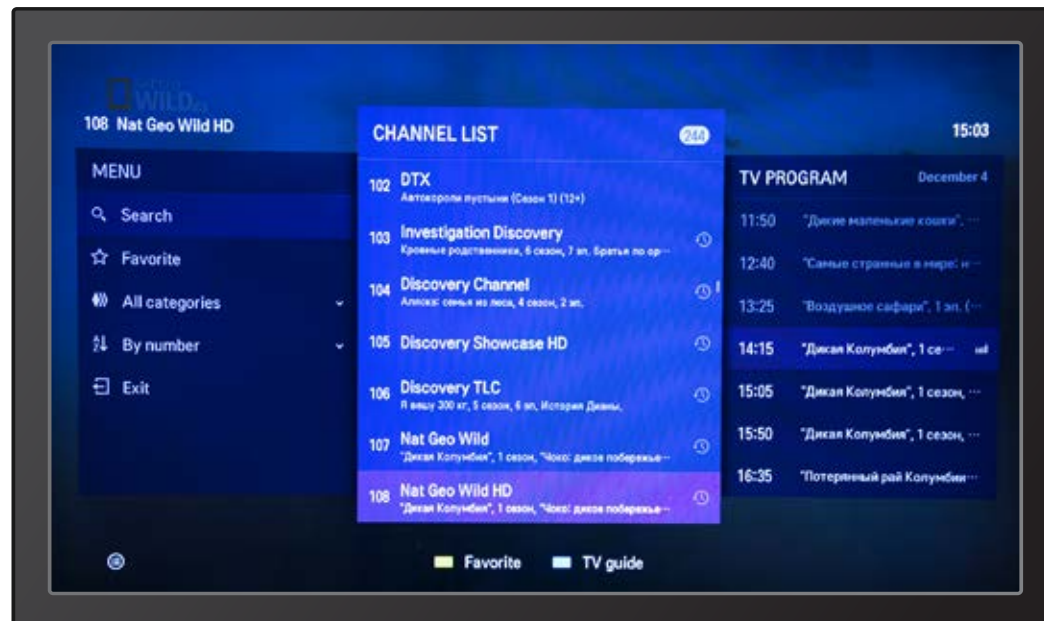 WILD
108 Nat Geo Wild HD
15:03
MENU
Search
Favorite
All categories
By number
Exit
CHANNEL LIST
244
102 DTX
Автокороли пустыни (Сезон 1) (12+)
103 Investigation Discovery
Кровные родственники, 6 сезон, 7 эп. Братья по ор···
104 Discovery Channel
Аляска: семья из леса, 4 сезон, 2 эп.
105 Discovery Showcase HD
106 Discovery TLC
Я вешу 300 кг, 5 сезон, 6 эп, История Дианы,
107 Nat Geo Wild
"Дикая Колумбия", 1 сезон, "Чоко: дикое побережье···
108 Nat Geo Wild HD
"Дикая Колумбия", 1 сезон, "Чоко: дикое побережье···
TV PROGRAM
December 4
11:50 "Дикие маленькие кошки", ···
12:40 "Самые странные в мире: н···
13:25 "Воздушное сафари", 1 эп. (···
14:15 "Дикая Колумбия", 1 се···
15:05 "Дикая Колумбия", 1 сезон, ···
15:50 "Дикая Колумбия", 1 сезон, ···
16:35 "Потерянный рай Колумбии···
Favorite
TV guide